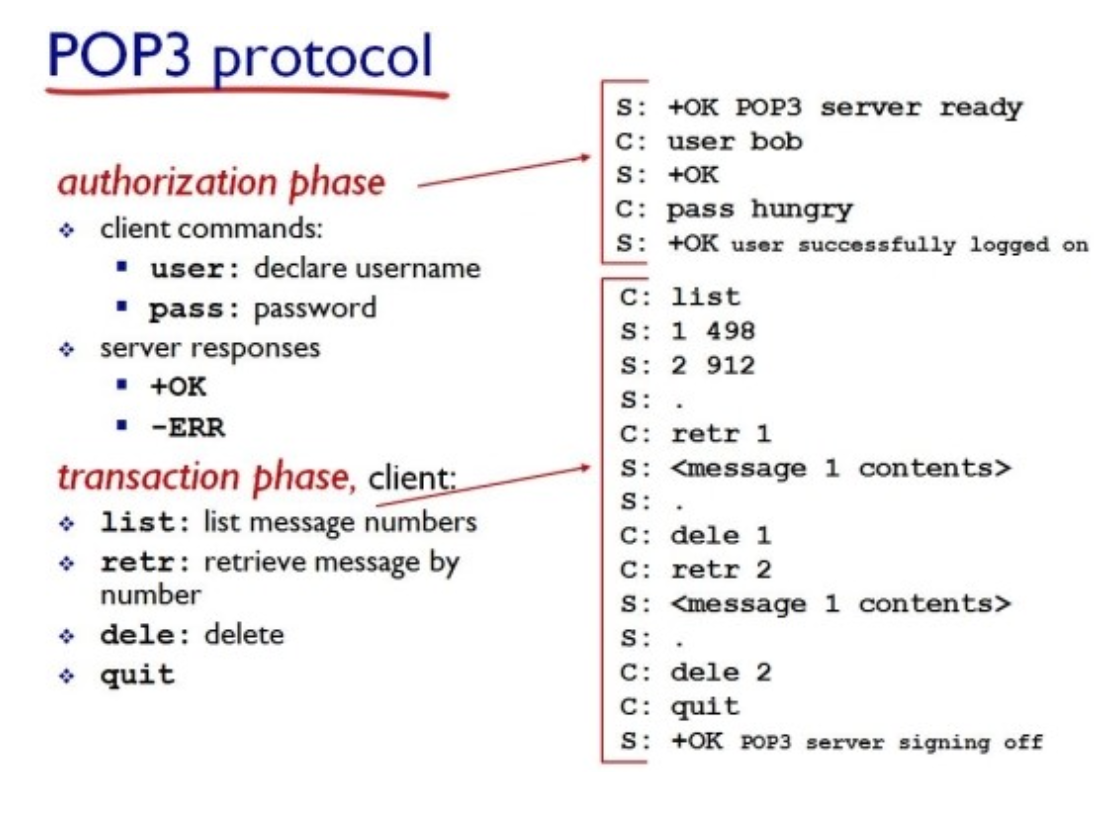 POP3 protocol
authorization phase
client commands:
user: declare username
pass: password
server responses
+OK
-ERR
transaction phase, client:
list: list message numbers
retr: retrieve message by
number
dele: delete
quit
S: +OK POP3 server ready
C: user bob
S: +OK
C: pass hungry
S: +OK user successfully logged on
C: list
S: 1 498
S: 2 912
S: .
C: retr 1
S: <message 1 contents>
S: .
C: dele 1
C: retr 2
S: <message 1 contents>
S: .
C: dele 2
C: quit
S: +OK POP3 server signing off